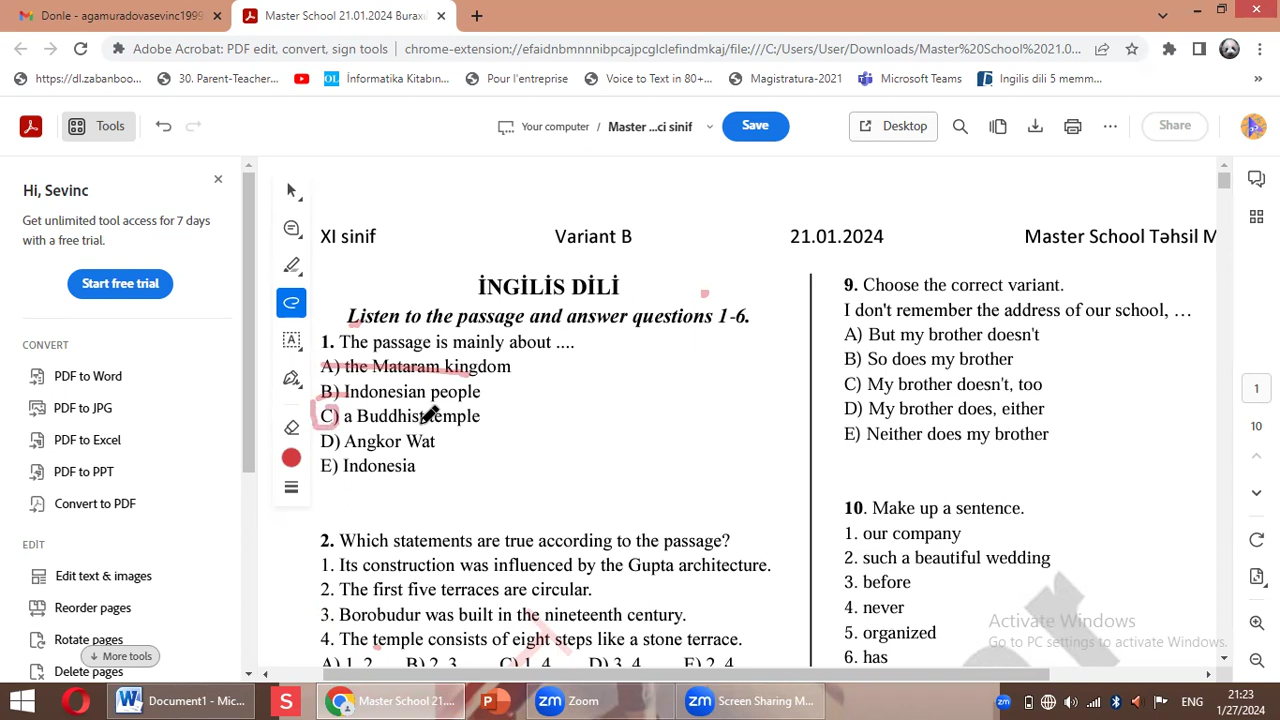 Donle - agamuradovasevinc1999
Master School 21.01.2024 Buraxı
Adobe Acrobat: PDF edit, convert, sign tools | chrome-extension://efaidnbmnnnibpcajpcglclefindmkaj/file:///C:/Users/User/Downloads/Master%20School%2021.0...
https://dl.zabanboo...
30. Parent-Teacher...
İnformatika Kitabın...
Pour l'entreprise
Voice to Text in 80+...
Magistratura-2021
Microsoft Teams
Ingilis dili 5 memm...
Tools
Your computer / Master ...ci sinif
Save
Desktop
Share
Hi, Sevinc
Get unlimited tool access for 7 days
with a free trial.
Start free trial
CONVERT
PDF to Word
PDF to JPG
PDF to Excel
PDF to PPT
Convert to PDF
EDIT
Edit text & images
Reorder pages
Rotate pages
More tools
Delete pages
XI sinif Variant B 21.01.2024 Master School Təhsil M
İNGİLİS DİLİ
Listen to the passage and answer questions 1-6.
1. The passage is mainly about ....
A) the Mataram kingdom
B) Indonesian people
C) a Buddhist temple
D) Angkor Wat
E) Indonesia
2. Which statements are true according to the passage?
1. Its construction was influenced by the Gupta architecture.
2. The first five terraces are circular.
3. Borobudur was built in the nineteenth century.
4. The temple consists of eight steps like a stone terrace.
A) 1, 2 B) 2, 3 C) 1, 4 D) 3, 4 E) 2, 4
9. Choose the correct variant.
I don't remember the address of our school, …
A) But my brother doesn't
B) So does my brother
C) My brother doesn't, too
D) My brother does, either
E) Neither does my brother
10. Make up a sentence.
1. our company
2. such a beautiful wedding
3. before
4. never
5. organized
6. has
Activate Windows
Go to PC settings to activate Windows.
1
10
Document1 - Mic...
Master School 21....
Zoom
Screen Sharing M...
ENG
21:23
1/27/2024